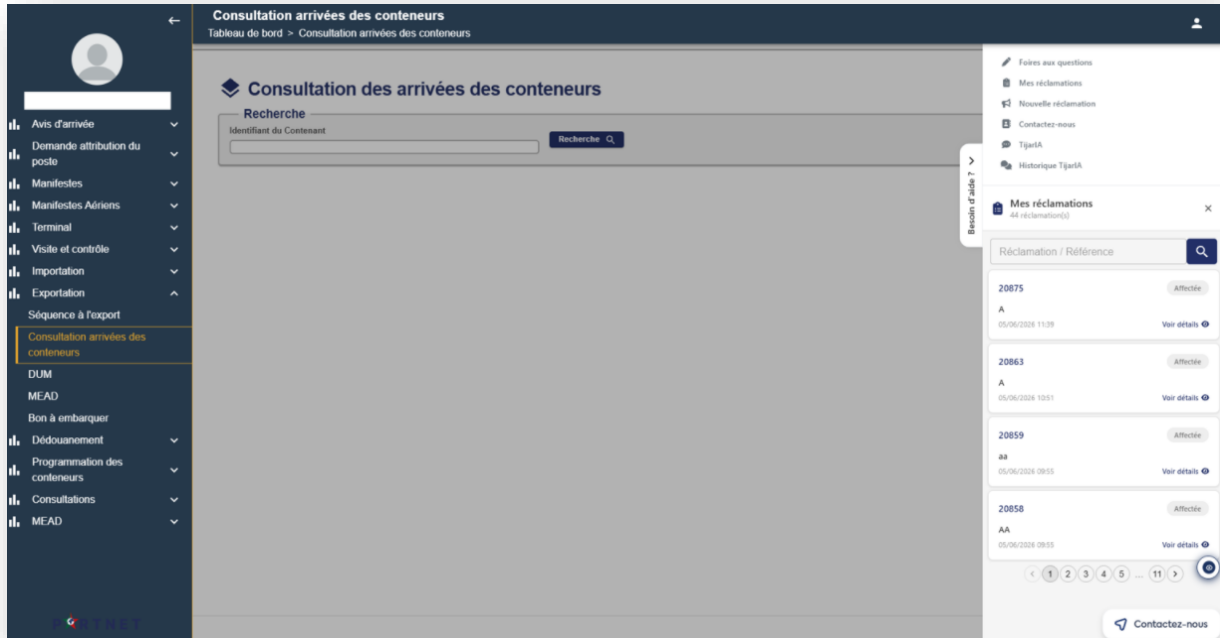 Consultation arrivées des conteneurs
Tableau de bord > Consultation arrivées des conteneurs
Avis d'arrivée
Demande attribution du
poste
Manifestes
Manifestes Aériens
Terminal
Visite et contrôle
Importation
Exportation
Séquence à l'export
Consultation arrivées des
conteneurs
DUM
MEAD
Bon à embarquer
Dédouanement
Programmation des
conteneurs
Consultations
MEAD
PORTNET
Consultation des arrivées des conteneurs
Recherche
Identifiant du Contenant
Recherche
Besoin d'aide ?
Foires aux questions
Mes réclamations
Nouvelle réclamation
Contactez-nous
TijarIA
Historique TijarIA
Mes réclamations
44 réclamation(s)
Réclamation / Référence
20875 Affectée
A
05/06/2026 11:39 Voir détails
20863 Affectée
A
05/06/2026 10:51 Voir détails
20859 Affectée
aa
05/06/2026 09:55 Voir détails
20858 Affectée
AA
05/06/2026 09:55 Voir détails
1 2 3 4 5 ... 11
Contactez-nous